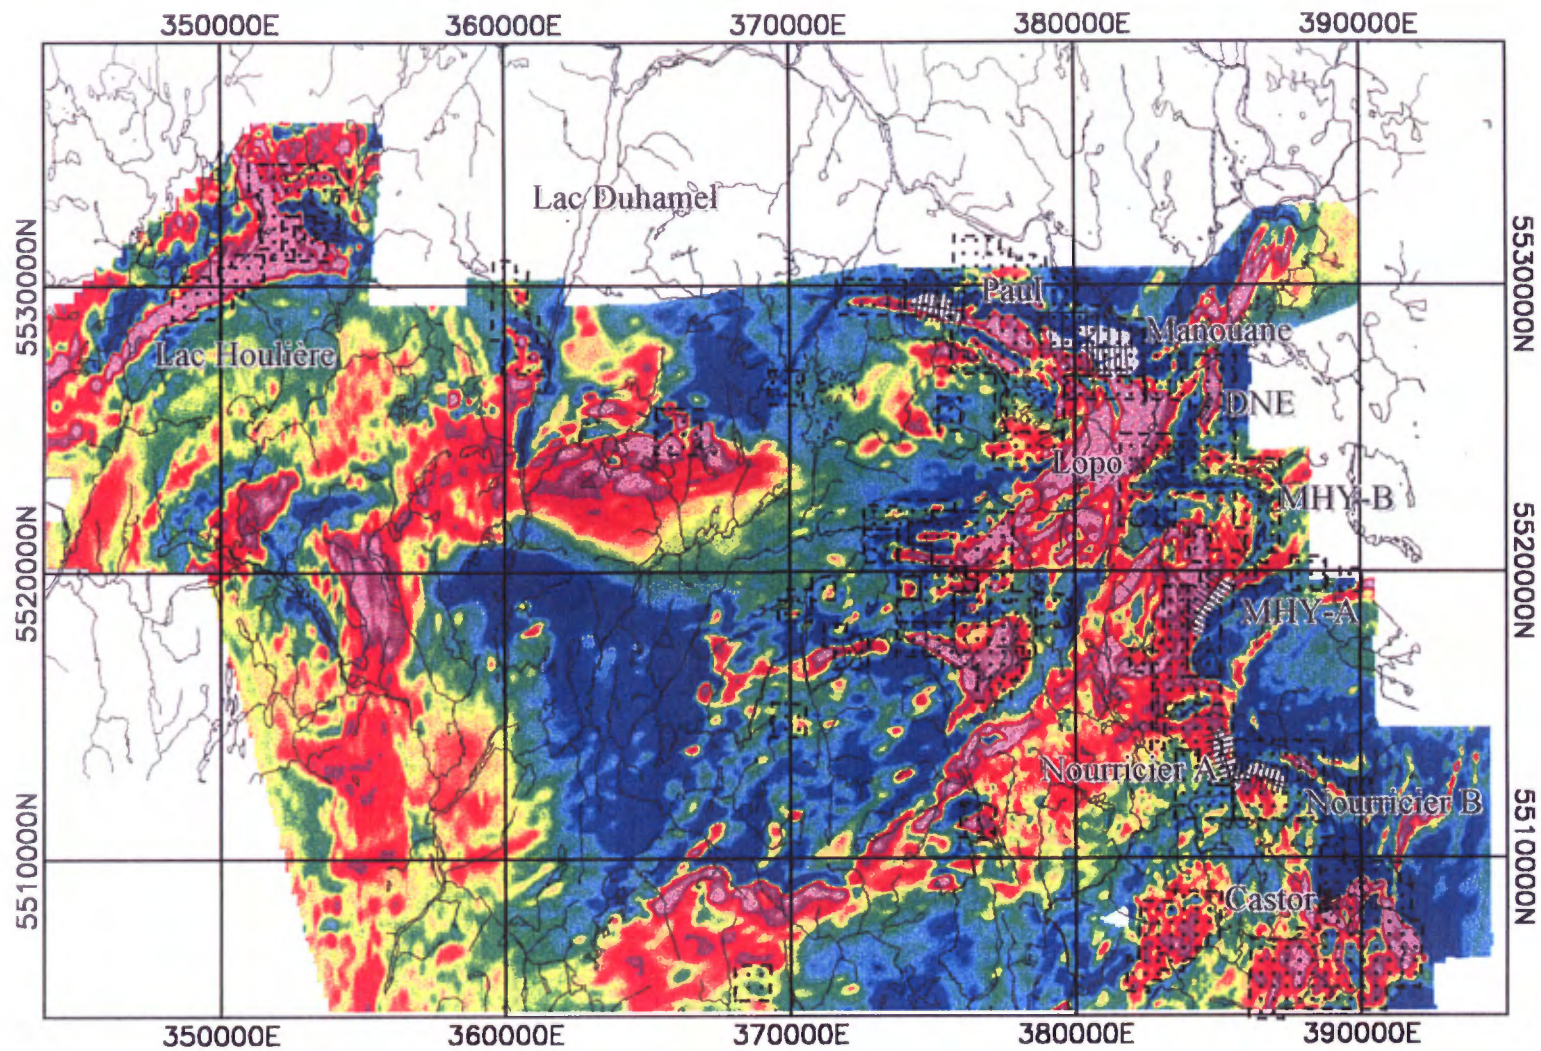 350000E 360000E 370000E 380000E 390000E
Lac Duhamel
5530000N
5530000N
Paul
Manouane
Lac Houlière
DNE
Lopo
MHY-B
5520000N
5520000N
MHY-A
Nourricier A
Nourricier B
5510000N
5510000N
Castor
350000E 360000E 370000E 380000E 390000E